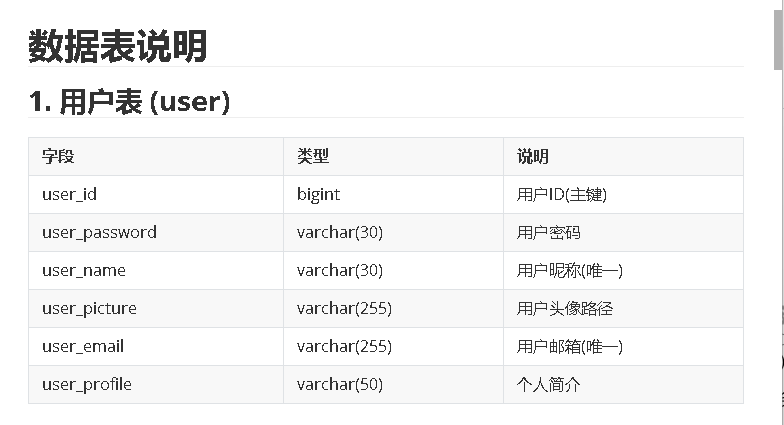 数据表说明
1. 用户表 (user)
字段 类型 说明
user_id bigint 用户ID(主键)
user_password varchar(30) 用户密码
user_name varchar(30) 用户昵称(唯一)
user_picture varchar(255) 用户头像路径
user_email varchar(255) 用户邮箱(唯一)
user_profile varchar(50) 个人简介